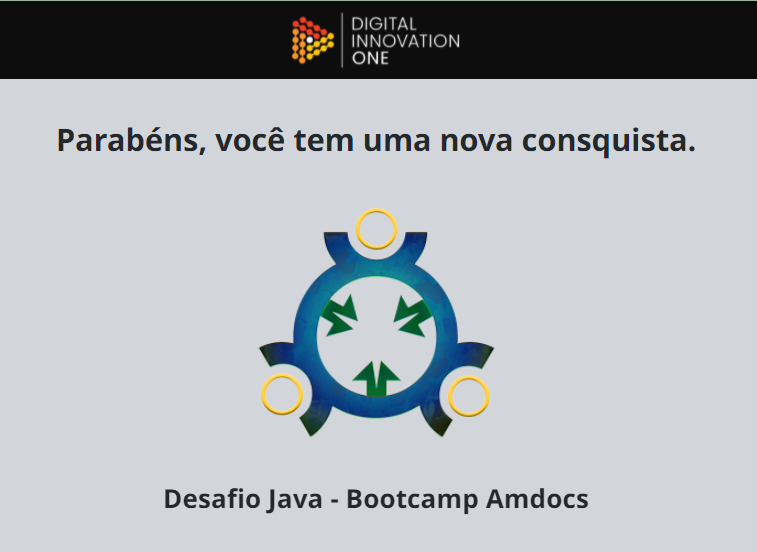 DIGITAL
INNOVATION
ONE
Parabéns, você tem uma nova consquista.
Desafio Java - Bootcamp Amdocs